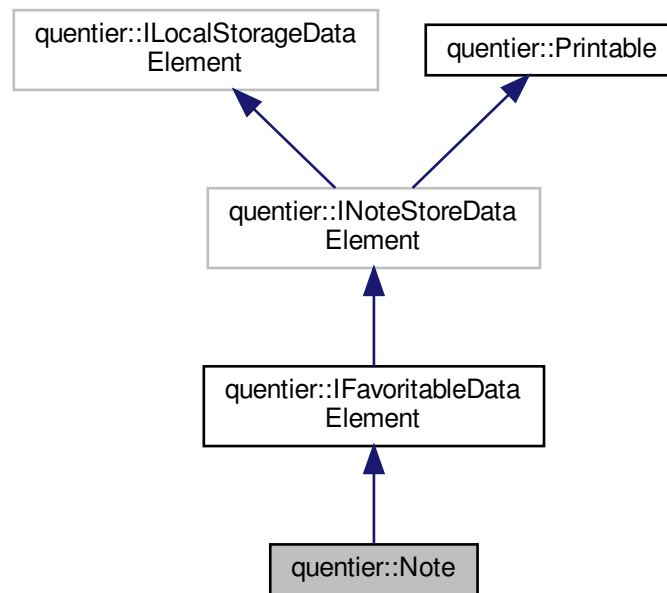 quentier::ILocalStorageData
Element
quentier::Printable
quentier::INoteStoreData
Element
quentier::IFavoritableData
Element
quentier::Note